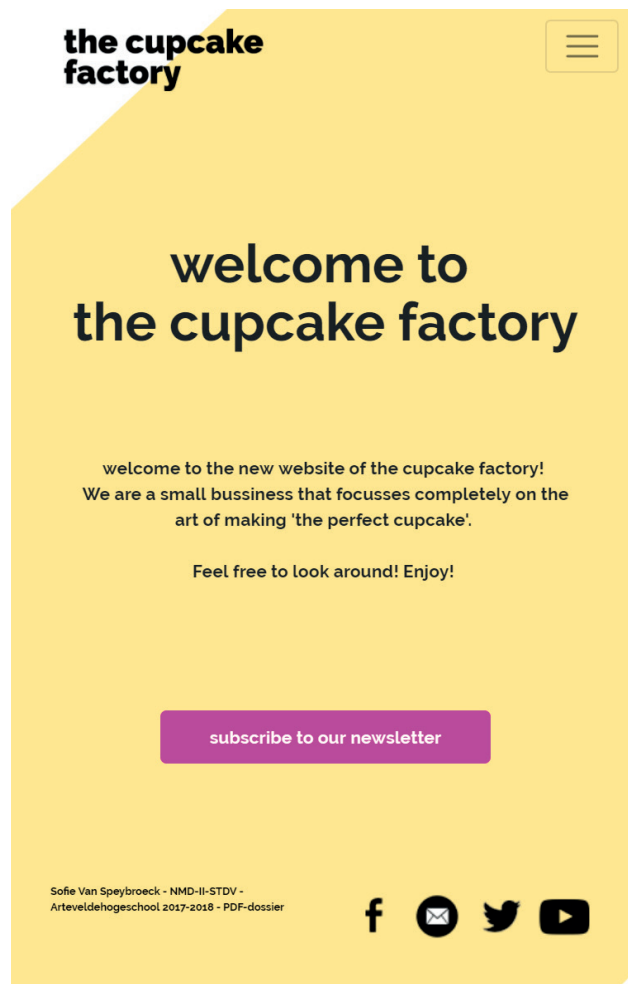 the cupcake
factory
welcome to
the cupcake factory
welcome to the new website of the cupcake factory!
We are a small bussiness that focusses completely on the
art of making 'the perfect cupcake'.
Feel free to look around! Enjoy!
subscribe to our newsletter
Sofie Van Speybroeck - NMD-II-STDV -
Arteveldehogeschool 2017-2018 - PDF-dossier